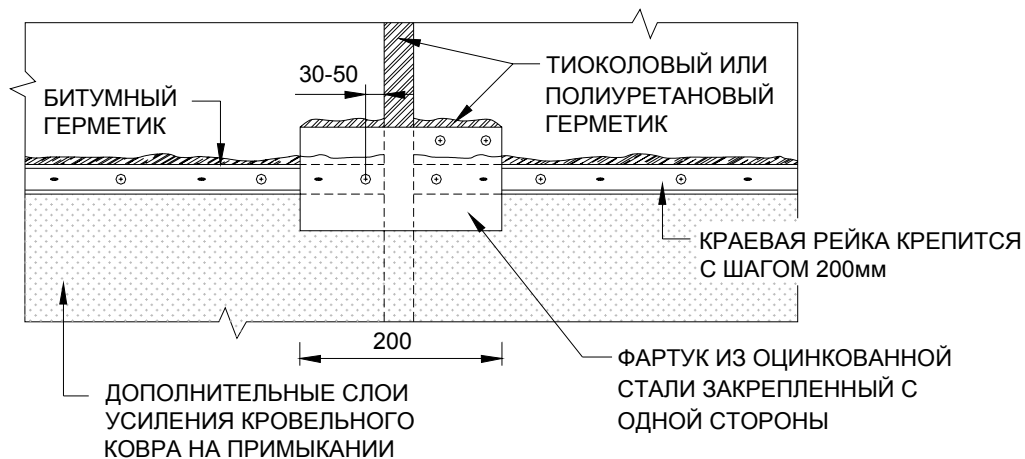 30-50
ТИОКОЛОВЫЙ ИЛИ
ПОЛИУРЕТАНОВЫЙ
ГЕРМЕТИК
БИТУМНЫЙ
ГЕРМЕТИК
КРАЕВАЯ РЕЙКА КРЕПИТСЯ
С ШАГОМ 200мм
200
ФАРТУК ИЗ ОЦИНКОВАННОЙ
СТАЛИ ЗАКРЕПЛЕННЫЙ С
ОДНОЙ СТОРОНЫ
ДОПОЛНИТЕЛЬНЫЕ СЛОИ
УСИЛЕНИЯ КРОВЕЛЬНОГО
КОВРА НА ПРИМЫКАНИИ